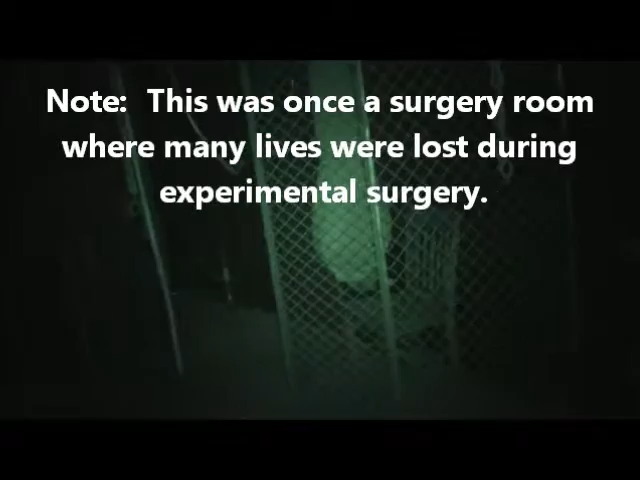 Note:  This was once a surgery room
where many lives were lost during
experimental surgery.